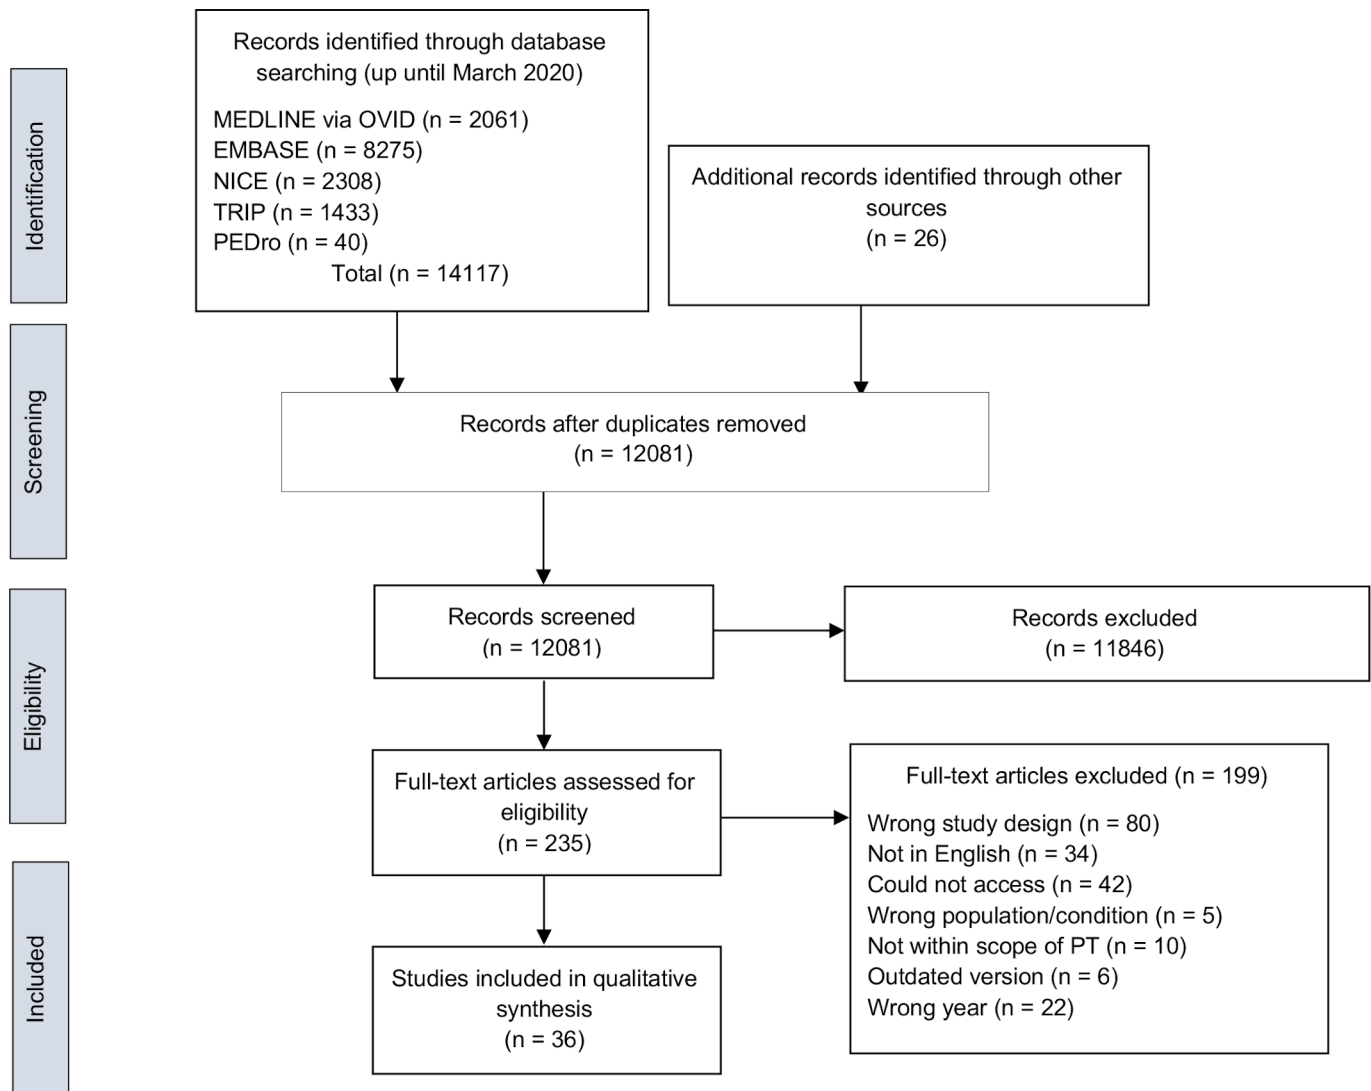 Identification
Records identified through database
searching (up until March 2020)
MEDLINE via OVID (n = 2061)
EMBASE (n = 8275)
NICE (n = 2308)
TRIP (n = 1433)
PEDro (n = 40)
Total (n = 14117)
Additional records identified through other
sources
(n = 26)
Screening
Records after duplicates removed
(n = 12081)
Eligibility
Records screened
(n = 12081)
Records excluded
(n = 11846)
Full-text articles assessed for
eligibility
(n = 235)
Full-text articles excluded (n = 199)
Wrong study design (n = 80)
Not in English (n = 34)
Could not access (n = 42)
Wrong population/condition (n = 5)
Not within scope of PT (n = 10)
Outdated version (n = 6)
Wrong year (n = 22)
Included
Studies included in qualitative
synthesis
(n = 36)